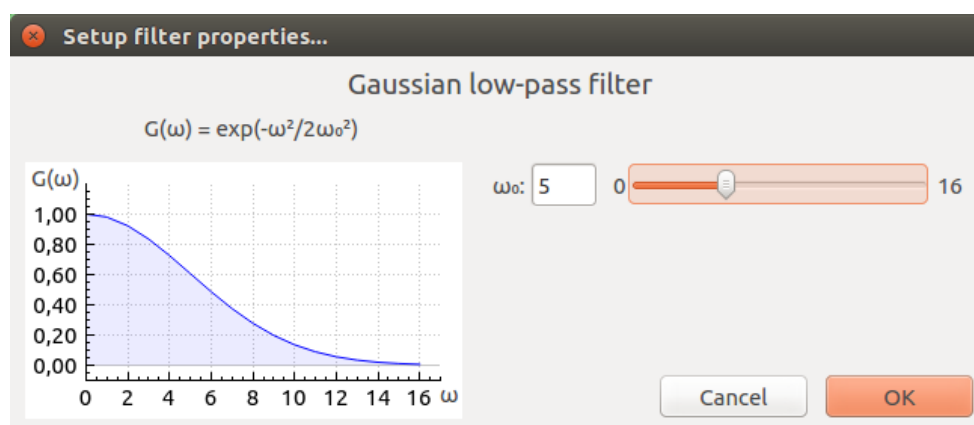 Setup filter properties...
Gaussian low-pass filter
G(ω) = exp(-ω²/2ω₀²)
G(ω)
1,00
0,80
0,60
0,40
0,20
0,00
0 2 4 6 8 10 12 14 16 ω
ω₀: 5 0 16
Cancel OK